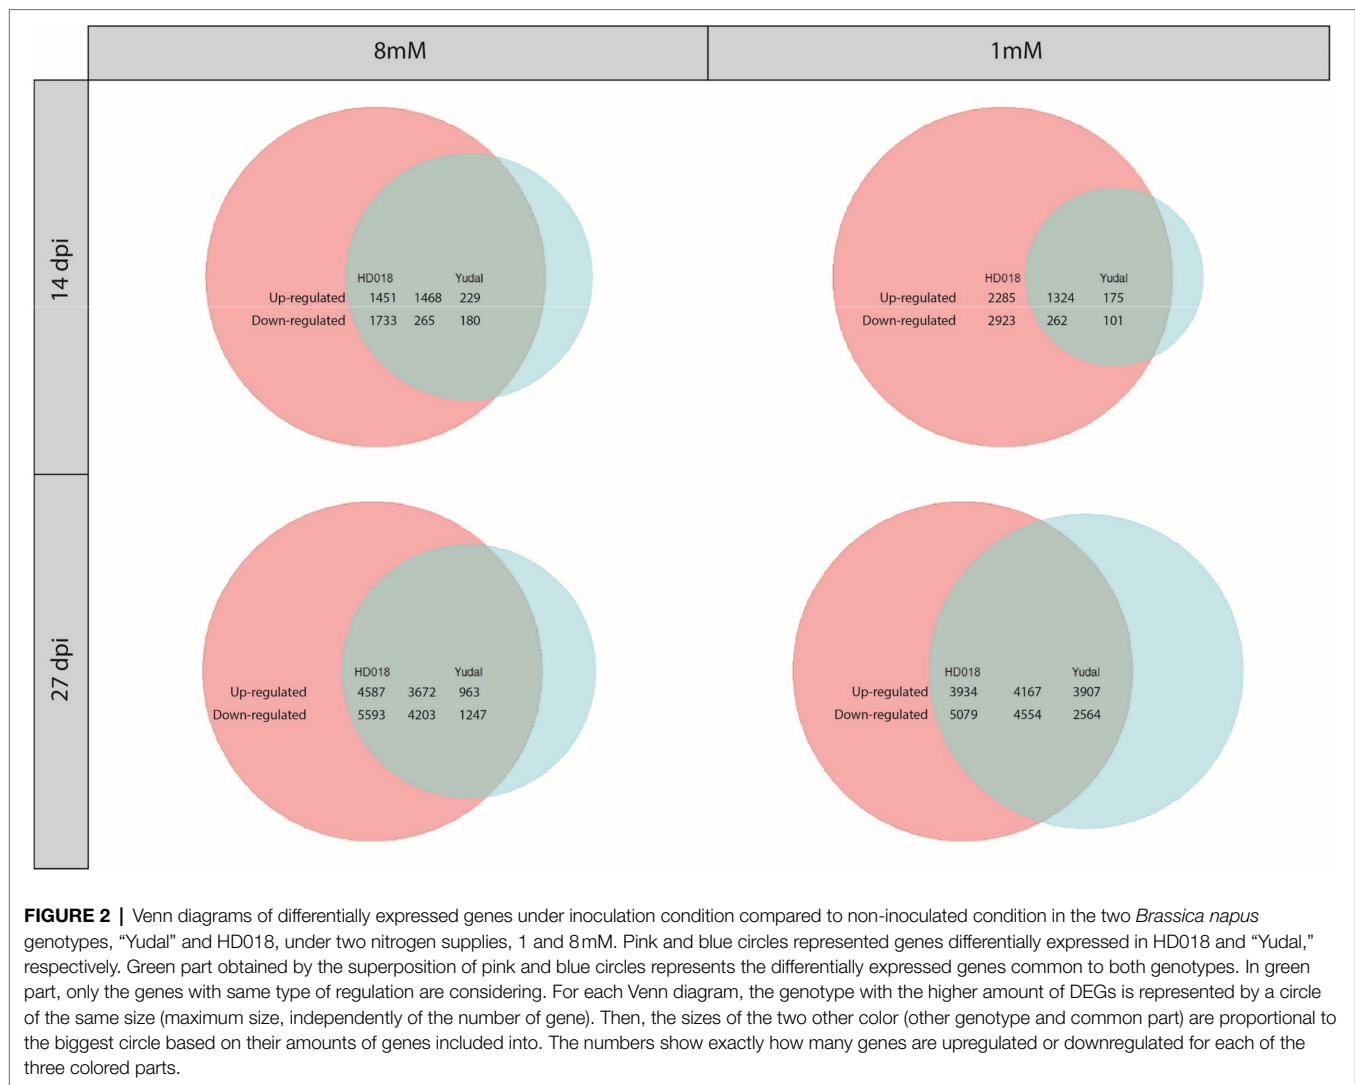 8mM 1mM
14 dpi
HD018 Yudal
Up-regulated 1451 1468 229
Down-regulated 1733 265 180
HD018 Yudal
Up-regulated 2285 1324 175
Down-regulated 2923 262 101
27 dpi
HD018 Yudal
Up-regulated 4587 3672 963
Down-regulated 5593 4203 1247
HD018 Yudal
Up-regulated 3934 4167 3907
Down-regulated 5079 4554 2564
FIGURE 2 | Venn diagrams of differentially expressed genes under inoculation condition compared to non-inoculated condition in the two Brassica napus
genotypes, “Yudal” and HD018, under two nitrogen supplies, 1 and 8 mM. Pink and blue circles represented genes differentially expressed in HD018 and “Yudal,”
respectively. Green part obtained by the superposition of pink and blue circles represents the differentially expressed genes common to both genotypes. In green
part, only the genes with same type of regulation are considering. For each Venn diagram, the genotype with the higher amount of DEGs is represented by a circle
of the same size (maximum size, independently of the number of gene). Then, the sizes of the two other color (other genotype and common part) are proportional to
the biggest circle based on their amounts of genes included into. The numbers show exactly how many genes are upregulated or downregulated for each of the
three colored parts.